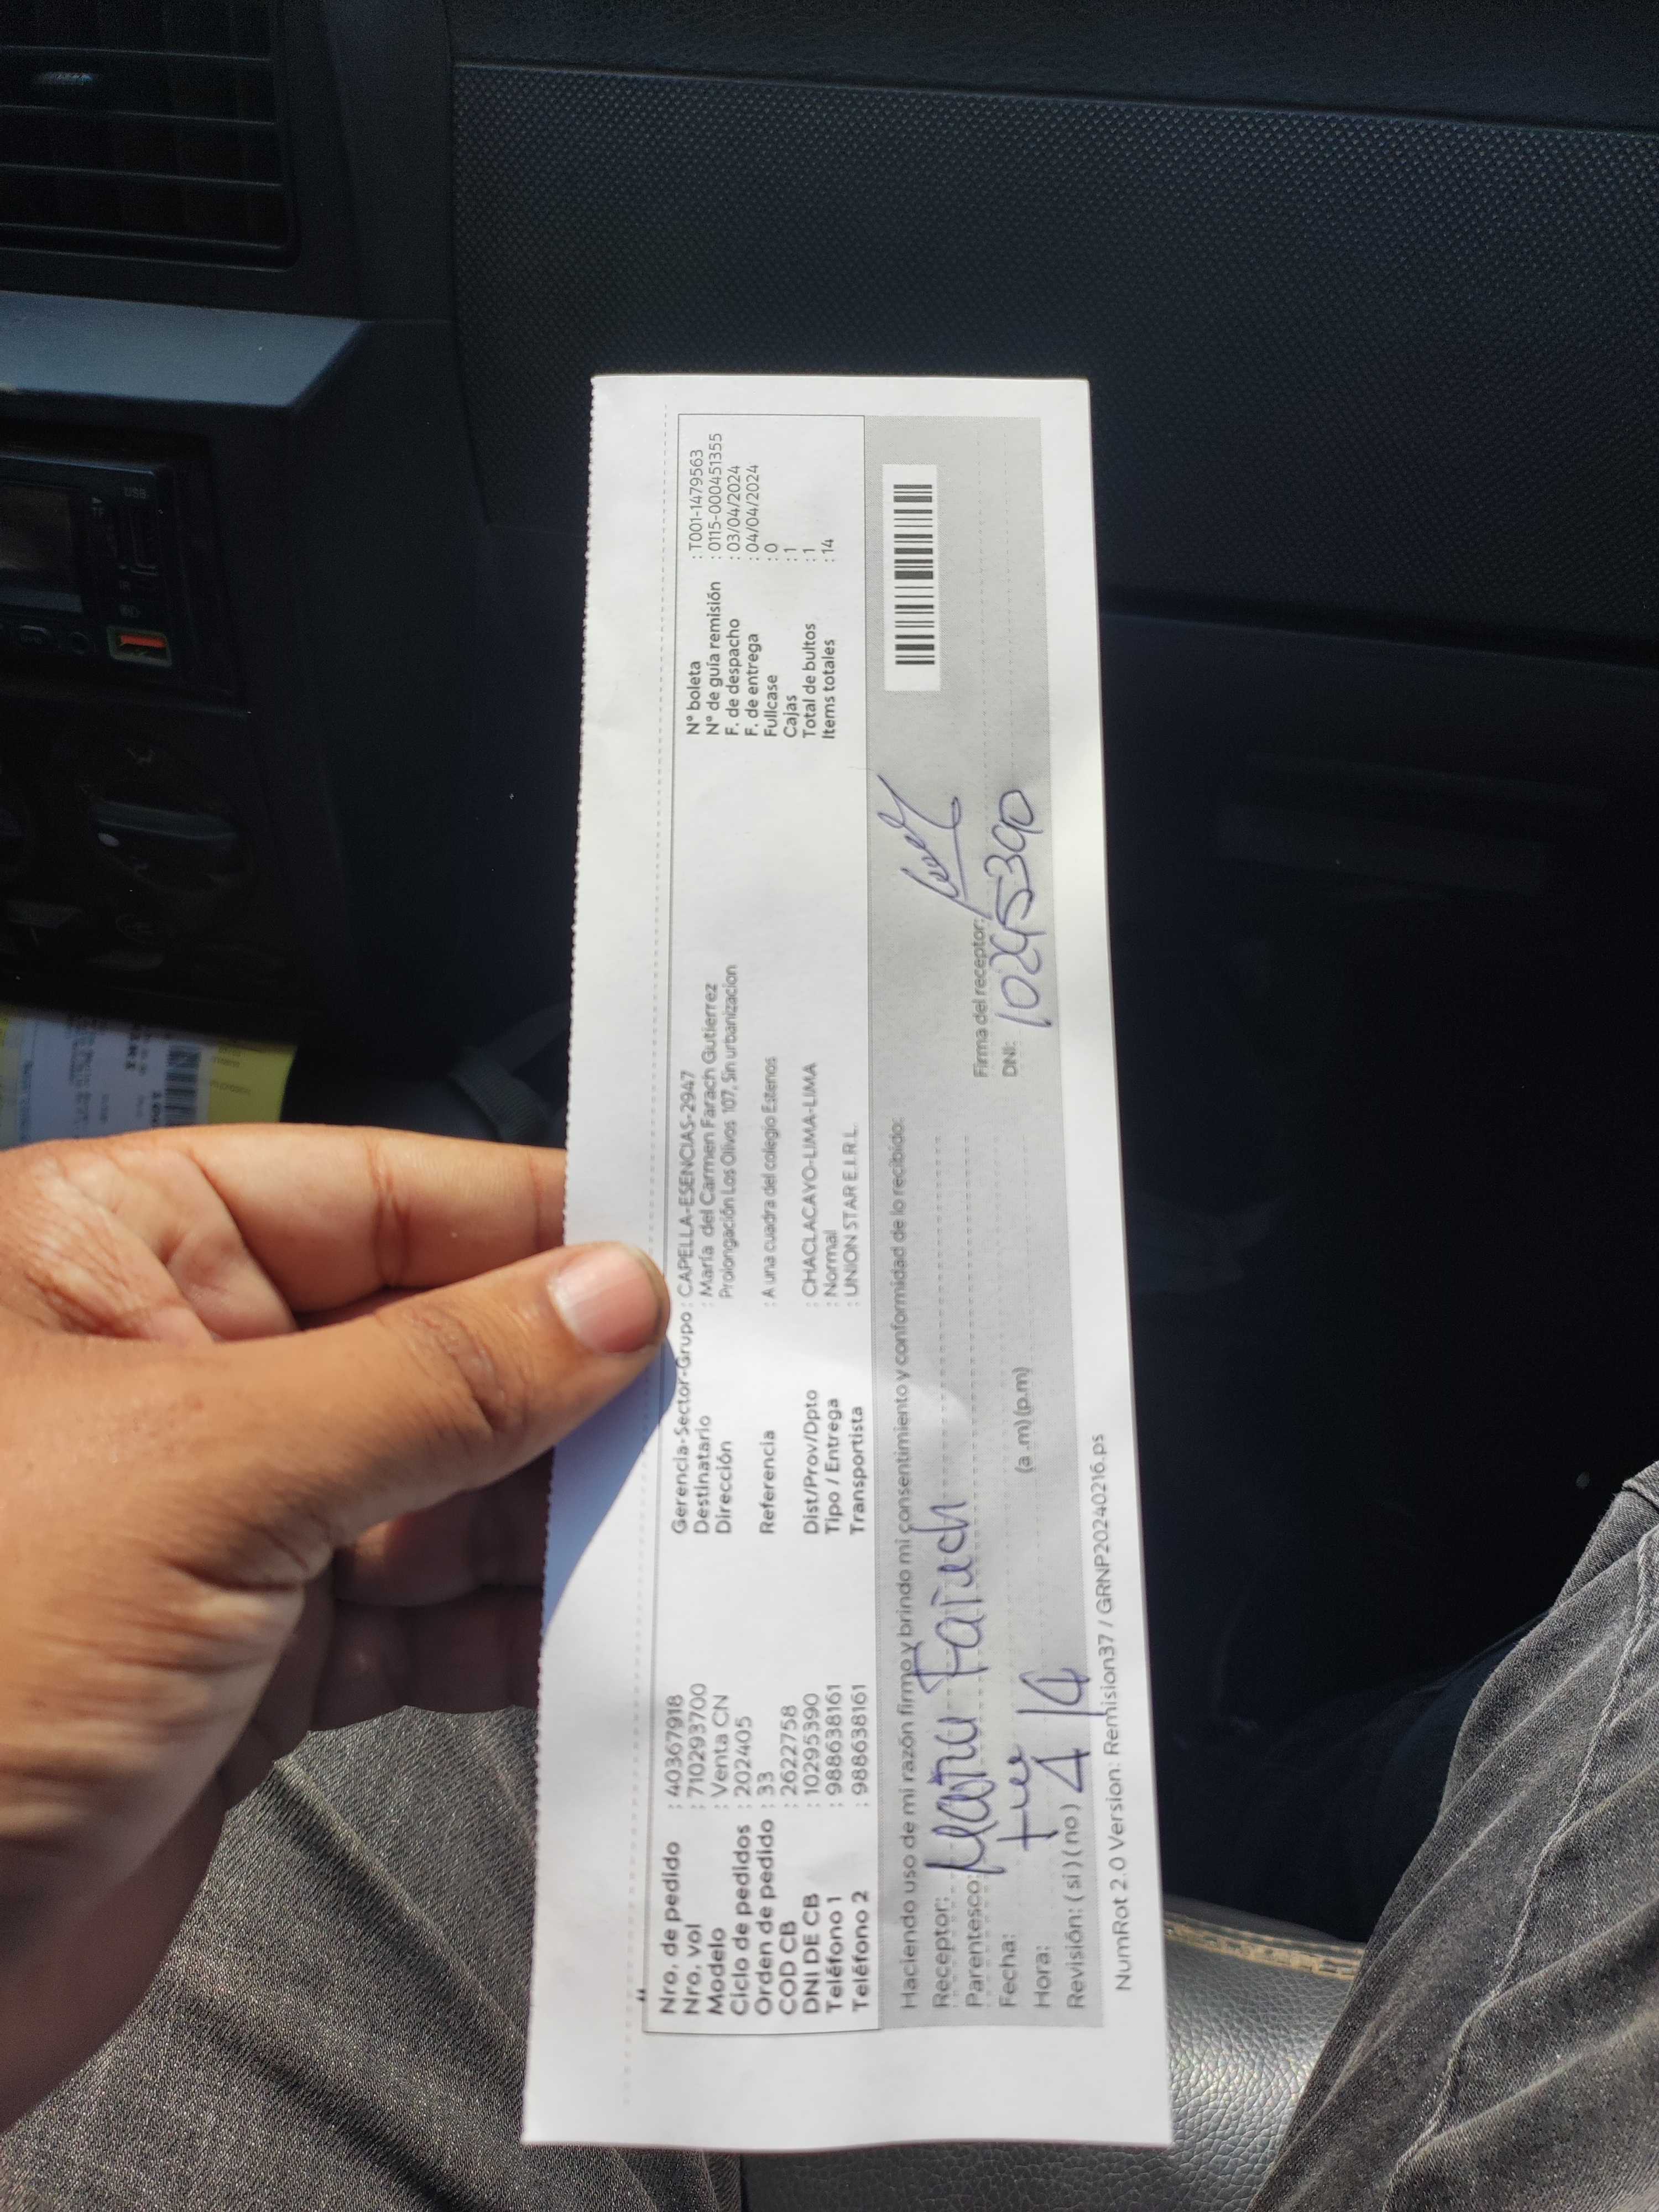 Nro. de pedido : 40367918
Nro. vol : 710293700
Modelo : Venta CN
Ciclo de pedidos : 202405
Orden de pedido : 33
COD CB : 2622758
DNI DE CB : 10295390
Teléfono 1 : 988638161
Teléfono 2 : 988638161
Gerencia-Sector-Grupo : CAPELLA-ESENCIAS-2947
Destinatario : María del Carmen Farach Gutierrez
Dirección Prolongación Los Olivos 107, Sin urbanizacion
Referencia : A una cuadra del colegio Estenos
Dist/Prov/Dpto : CHACLACAYO-LIMA-LIMA
Tipo / Entrega : Normal
Transportista : UNION STAR E.I.R.L.
N° boleta : T001-1479563
N° de guía remisión : 0115-000451355
F. de despacho : 03/04/2024
F. de entrega : 04/04/2024
Fullcase : 0
Cajas : 1
Total de bultos : 1
Items totales : 14
Haciendo uso de mi razón firmo y brindo mi consentimiento y conformidad de lo recibido:
Receptor: Maria Farach
Parentesco:
Fecha:
Hora: (a .m) (p.m)
Revisión: ( si ) ( no )
Firma del receptor:
DNI: 10295390
NumRot 2.0 Version: Remision37 / GRNP20240216.ps